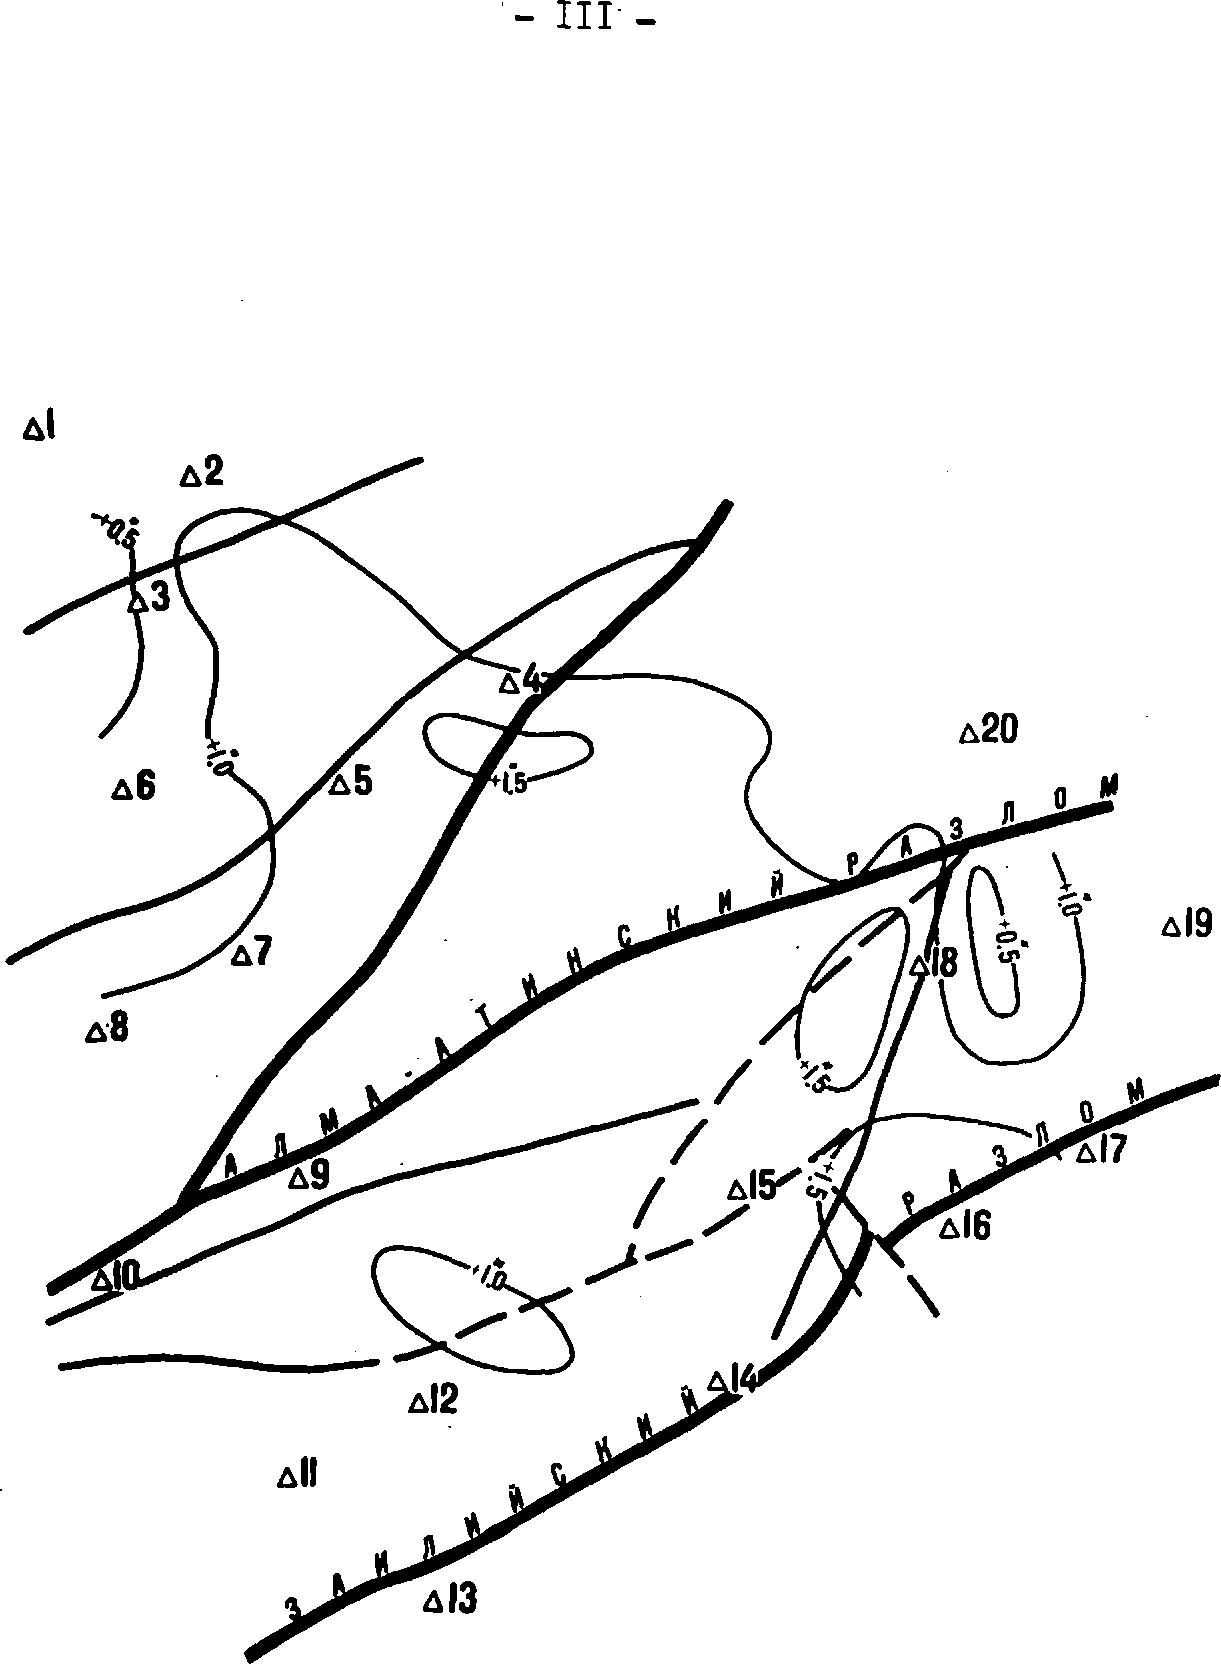 - III -
Δ1
Δ2
+0.5
Δ3
Δ4
+1.0
Δ20
Δ6
Δ5
+1.5
АЛМА-АТИНСКИЙ РАЗЛОМ
+1.0
Δ19
+0.5
Δ7
Δ18
Δ8
+1.5
Δ9
Δ15
+1.5
Δ17
Δ16
Δ10
+1.0
Δ14
Δ12
Δ11
ЗАИЛИЙСКИЙ РАЗЛОМ
Δ13